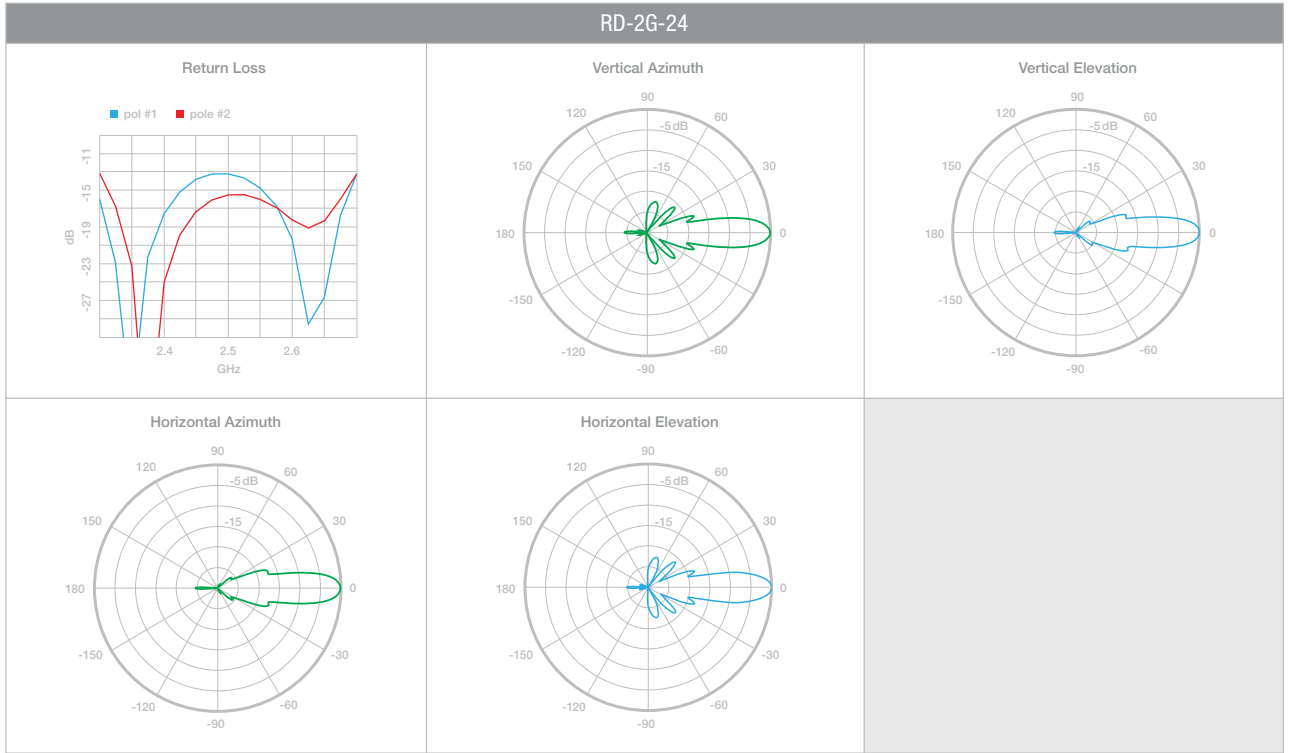 RD-2G-24
Return Loss
pol #1 pole #2
-11
-15
-19
-23
-27
dB
2.4 2.5 2.6
GHz
Vertical Azimuth
90
120 60
-5 dB
150 30
-15
180 0
-150
-120 -60
-90
Vertical Elevation
90
120 60
-5 dB
150 30
-15
180 0
-150
-120 -60
-90
Horizontal Azimuth
90
120 60
-5 dB
150 30
-15
180 0
-150 -30
-120 -60
-90
Horizontal Elevation
90
120 60
-5 dB
150 30
-15
180 0
-150 -30
-120 -60
-90